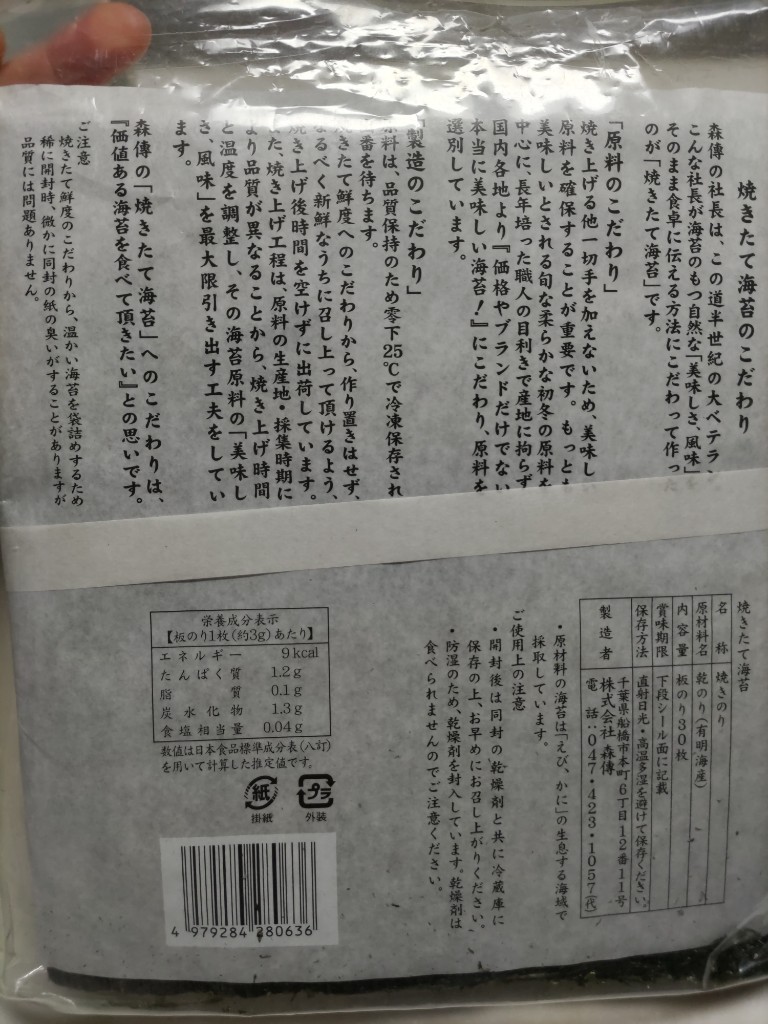 焼きたて海苔のこだわり
森傳の社長は、この道半世紀の大ベテラン
こんな社長が海苔のもつ自然な「美味しさ、風味」
そのまま食卓に伝える方法にこだわって作った
のが「焼きたて海苔」です。
「原料のこだわり」
焼き上げる他一切手を加えないため、美味し
原料を確保することが重要です。もっとも
美味しいとされる旬な柔らかな初冬の原料を
中心に、長年培った職人の目利きで産地に拘らず
国内各地より『価格やブランドだけでない
本当に美味しい海苔！』にこだわり、原料を
選別しています。
「製造のこだわり」
原料は、品質保持のため零下25℃で冷凍保存され
番を待ちます。
焼きたて鮮度へのこだわりから、作り置きはせず、
なるべく新鮮なうちに召し上って頂けるよう、
焼き上げ後時間を空けずに出荷しています。
また、焼き上げ工程は、原料の生産地・採集時期に
より品質が異なることから、焼き上げ時間
と温度を調整し、その海苔原料の「美味し
さ、風味」を最大限引き出す工夫をしてい
ます。
森傳の「焼きたて海苔」へのこだわりは、
『価値ある海苔を食べて頂きたい』との思いです。
ご注意
焼きたて鮮度のこだわりから、温かい海苔を袋詰めするため
稀に開封時、微かに同封の紙の臭いがすることがありますが
品質には問題ありません。
焼きたて海苔
名 称 焼きのり
原材料名 乾のり(有明海産)
内容量 板のり30枚
賞味期限 下段シール面に記載
保存方法 直射日光・高温多湿を避けて保存ください。
製造者 千葉県船橋市本町6丁目12番11号
株式会社 森傳
電 話:047・423・1057(代)
・原材料の海苔は「えび、かに」の生息する海域で
採取しています。
ご使用上の注意
・開封後は同封の乾燥剤と共に冷蔵庫に
保存の上、お早めにお召し上がりください。
・防湿のため、乾燥剤を封入しています。乾燥剤は
食べられませんのでご注意ください。
栄養成分表示
【板のり1枚(約3g)あたり】
エネルギー 9kcal
たんぱく質 1.2g
脂質 0.1g
炭水化物 1.3g
食塩相当量 0.04g
数値は日本食品標準成分表(八訂)
を用いて計算した推定値です。
紙 プラ
掛紙 外装
4 979284 280636